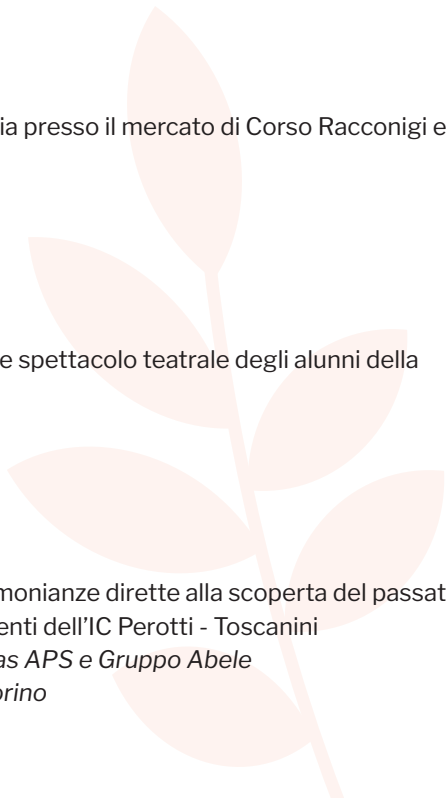 ia presso il mercato di Corso Racconigi e
e spettacolo teatrale degli alunni della
monianze dirette alla scoperta del passat
enti dell'IC Perotti - Toscanini
as APS e Gruppo Abele
orino